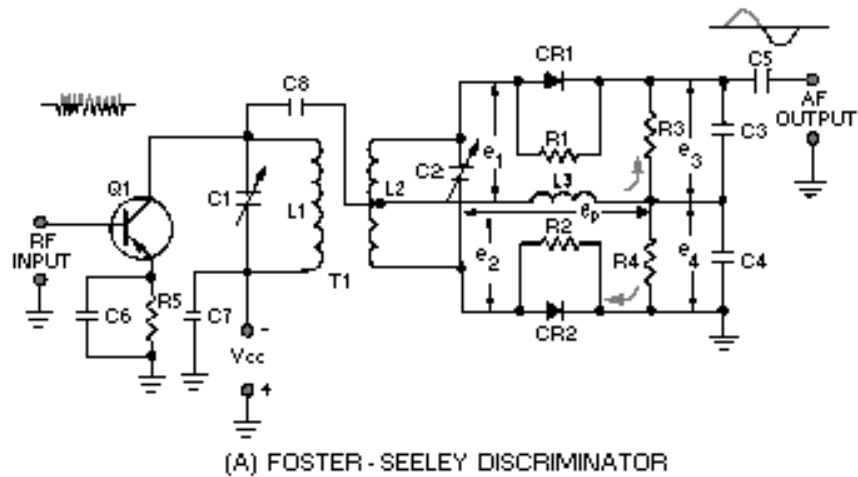 CR1
C5
AF
OUTPUT
C8
R1
R3
C3
e3
e1
Q1
C1
L1
L2
C2
L3
ep
RF
INPUT
R2
e2
R4
e4
C4
T1
C6
R5
C7
-
Vcc
+
CR2
(A) FOSTER - SEELEY DISCRIMINATOR